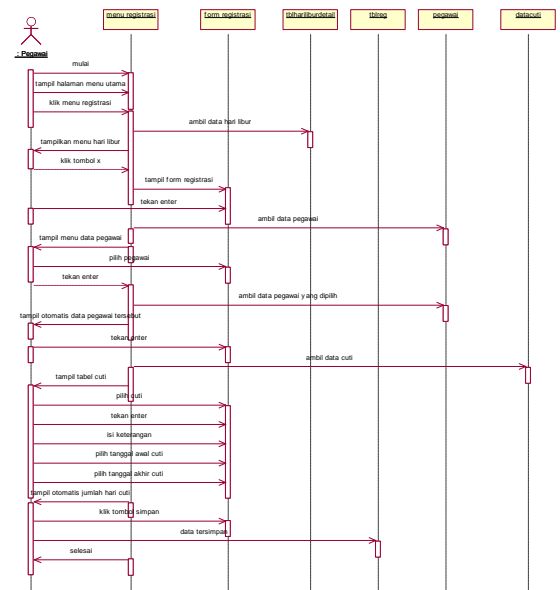 menu registrasi
form registrasi
tblhariliburdetail
tblreg
pegawai
datacuti
: Pegawai
mulai
tampil halaman menu utama
klik menu registrasi
ambil data hari libur
tampilkan menu hari libur
klik tombol x
tampil form registrasi
tekan enter
ambil data pegawai
tampil menu data pegawai
pilih pegawai
tekan enter
ambil data pegawai yang dipilih
tampil otomatis data pegawai tersebut
tekan enter
ambil data cuti
tampil tabel cuti
pilih cuti
tekan enter
isi keterangan
pilih tanggal awal cuti
pilih tanggal akhir cuti
tampil otomatis jumlah hari cuti
klik tombol simpan
data tersimpan
selesai